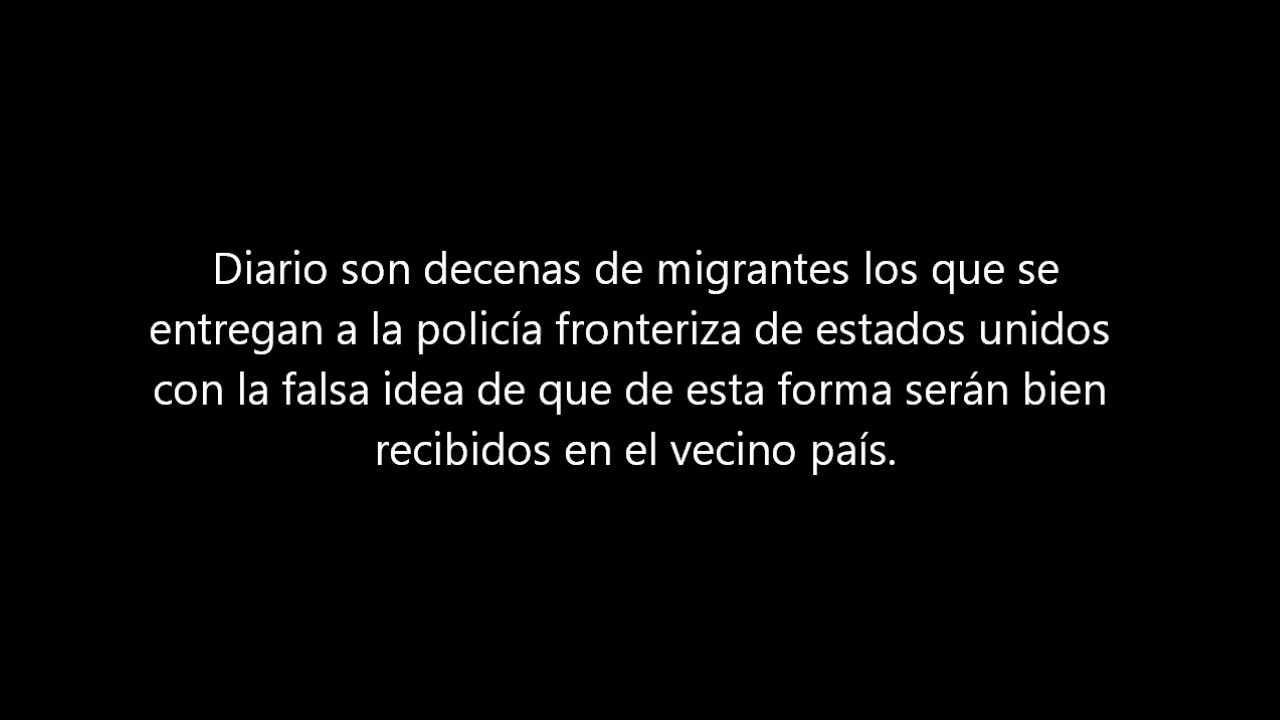 Diario son decenas de migrantes los que se
entregan a la policía fronteriza de estados unidos
con la falsa idea de que de esta forma serán bien
recibidos en el vecino país.